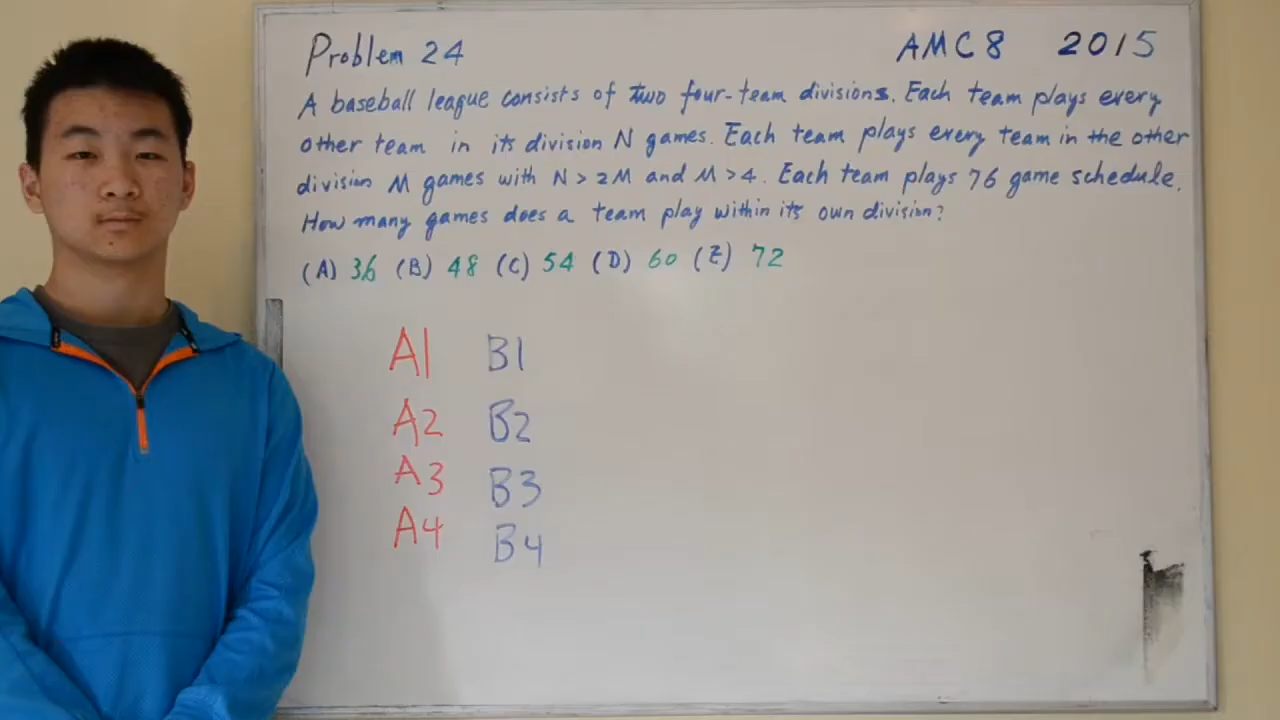 Problem 24 AMC8 2015
A baseball league consists of two four-team divisions. Each team plays every
other team in its division N games. Each team plays every team in the other
division M games with N > 2M and M > 4. Each team plays 76 game schedule.
How many games does a team play within its own division?
(A) 36 (B) 48 (C) 54 (D) 60 (E) 72
A1 B1
A2 B2
A3 B3
A4 B4